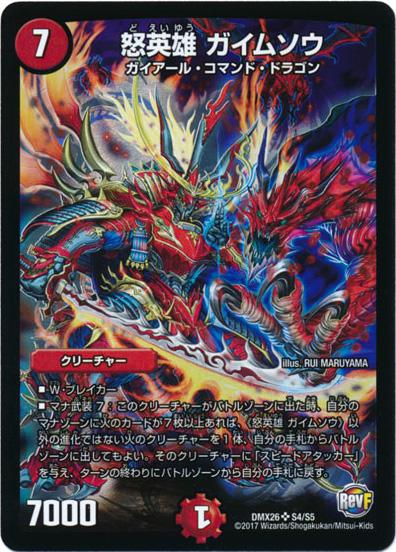 7
ど えいゆう
怒英雄 ガイムソウ
ガイアール・コマンド・ドラゴン
illus. RUI MARUYAMA
クリーチャー
■W・ブレイカー
■マナ武装 7：このクリーチャーがバトルゾーンに出た時、自分の
マナゾーンに火のカードが7枚以上あれば、《怒英雄 ガイムソウ》以
外の進化ではない火のクリーチャーを1体、自分の手札からバトル
ゾーンに出してもよい。そのクリーチャーに「スピードアタッカー」
を与え、ターンの終わりにバトルゾーンから自分の手札に戻す。
RevF
7000
1
DMX26 S4/S5
©2017 Wizards/Shogakukan/Mitsui-Kids